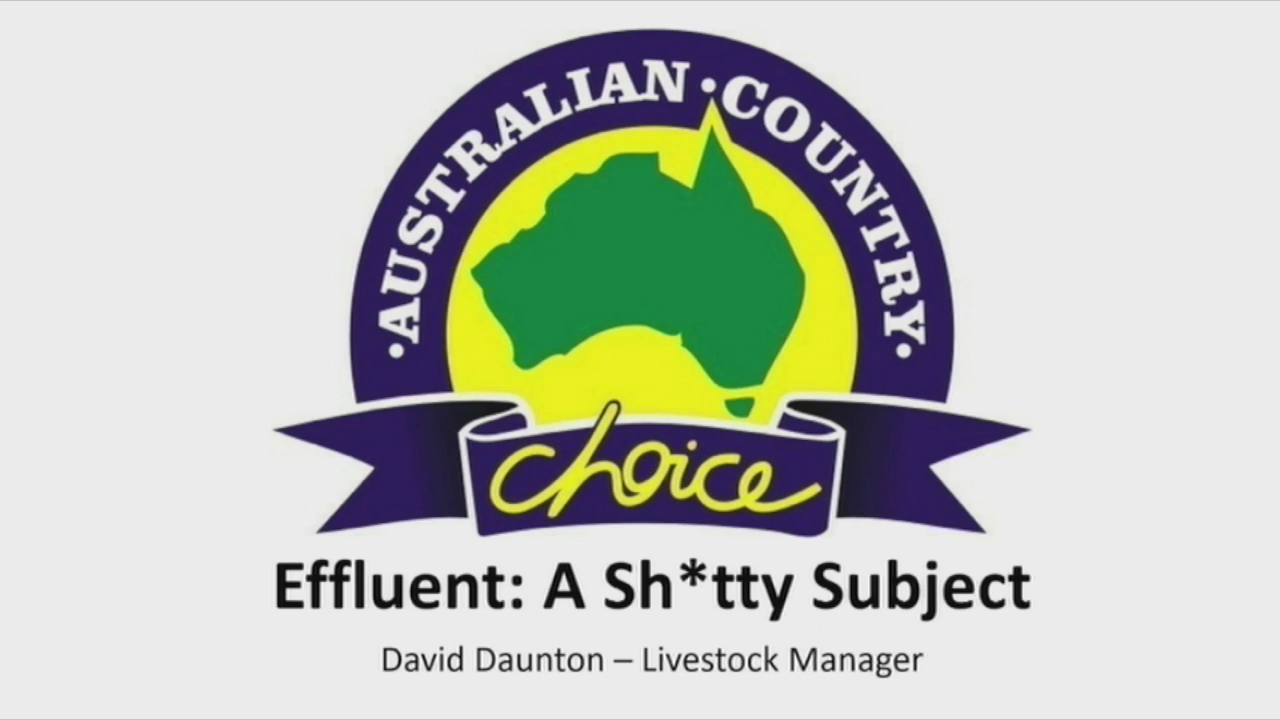 ·AUSTRALIAN·COUNTRY·
choice
Effluent: A Sh*tty Subject
David Daunton – Livestock Manager